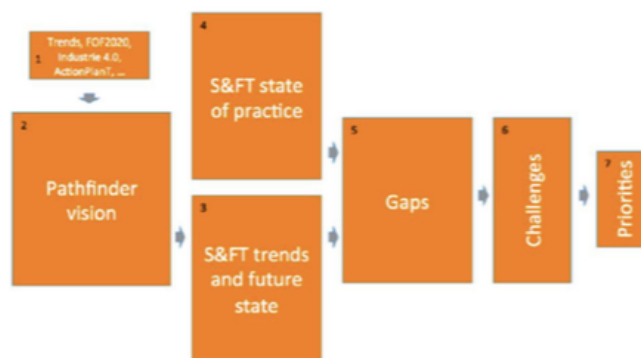 1
Trends, FOF2020,
Industrie 4.0,
ActionPlanT, ...
2
Pathfinder
vision
3
S&FT trends
and future
state
4
S&FT state
of practice
5
Gaps
6
Challenges
7
Priorities